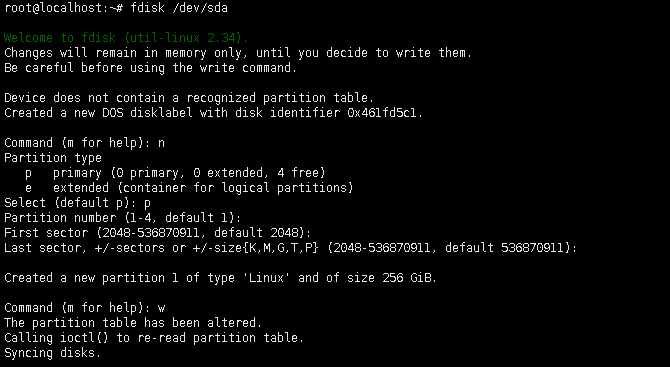 root@localhost:~# fdisk /dev/sda
Welcome to fdisk (util-linux 2.34).
Changes will remain in memory only, until you decide to write them.
Be careful before using the write command.
Device does not contain a recognized partition table.
Created a new DOS disklabel with disk identifier 0x461fd5c1.
Command (m for help): n
Partition type
   p   primary (0 primary, 0 extended, 4 free)
   e   extended (container for logical partitions)
Select (default p): p
Partition number (1-4, default 1):
First sector (2048-536870911, default 2048):
Last sector, +/-sectors or +/-size{K,M,G,T,P} (2048-536870911, default 536870911):
Created a new partition 1 of type 'Linux' and of size 256 GiB.
Command (m for help): w
The partition table has been altered.
Calling ioctl() to re-read partition table.
Syncing disks.